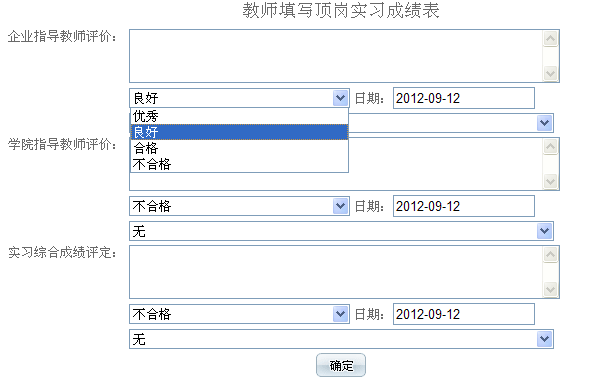 教师填写顶岗实习成绩表
企业指导教师评价:
良好 日期: 2012-09-12
优秀
良好
学院指导教师评价:
合格
不合格
不合格 日期: 2012-09-12
无
实习综合成绩评定:
不合格 日期: 2012-09-12
无
确定